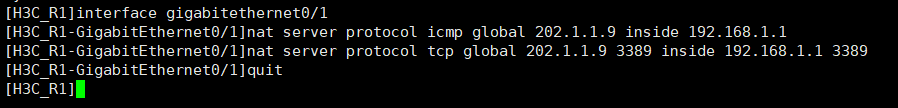 [H3C_R1]interface gigabitethernet0/1
[H3C_R1-GigabitEthernet0/1]nat server protocol icmp global 202.1.1.9 inside 192.168.1.1
[H3C_R1-GigabitEthernet0/1]nat server protocol tcp global 202.1.1.9 3389 inside 192.168.1.1 3389
[H3C_R1-GigabitEthernet0/1]quit
[H3C_R1]